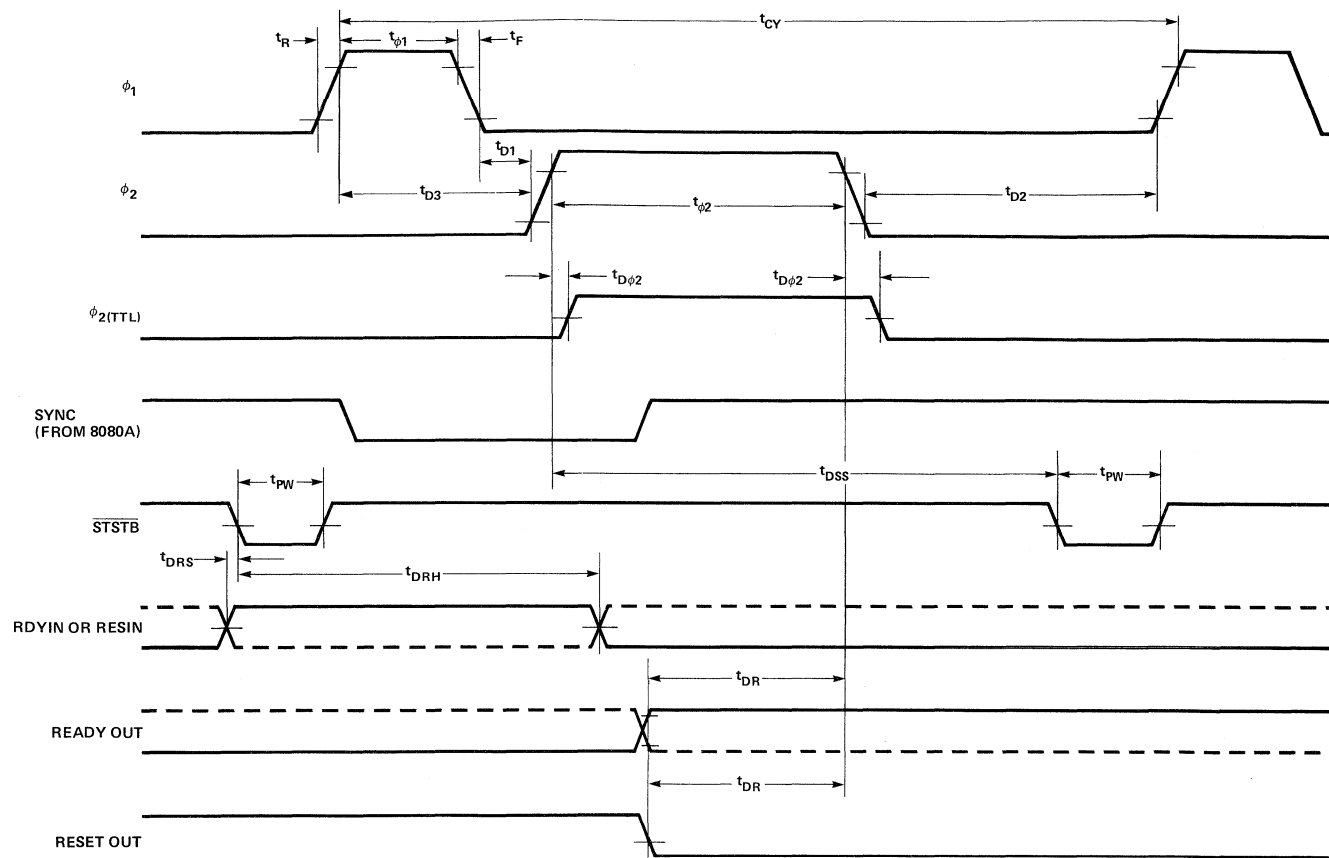 tCY
tR
tϕ1
tF
ϕ1
tD1
ϕ2
tD3
tD2
tϕ2
tDϕ2
tDϕ2
ϕ2(TTL)
SYNC
(FROM 8080A)
tDSS
tPW
tPW
STSTB
tDRS
tDRH
RDYIN OR RESIN
tDR
READY OUT
tDR
RESET OUT